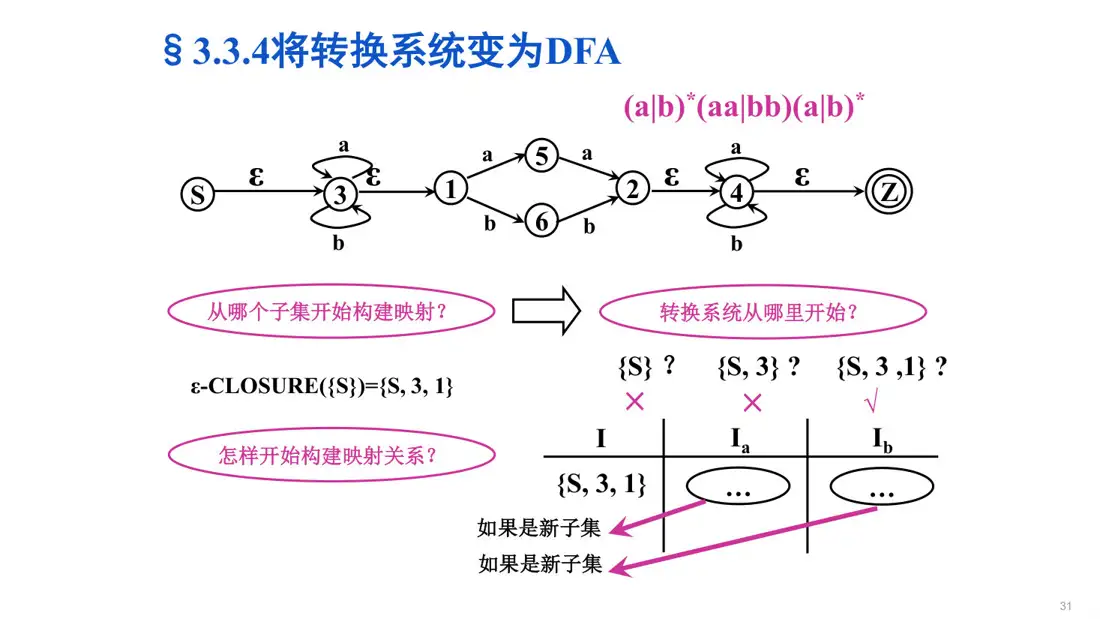 §3.3.4将转换系统变为DFA
(a|b)*(aa|bb)(a|b)*
a a a a
ε ε ε ε
S 3 1 5 2 4 Z
6
b b b b
从哪个子集开始构建映射？
转换系统从哪里开始？
{S} ？ {S, 3} ? {S, 3 ,1} ?
ε-CLOSURE({S})={S, 3, 1}
× × √
怎样开始构建映射关系？
I Ia Ib
{S, 3, 1} … …
如果是新子集
如果是新子集
31